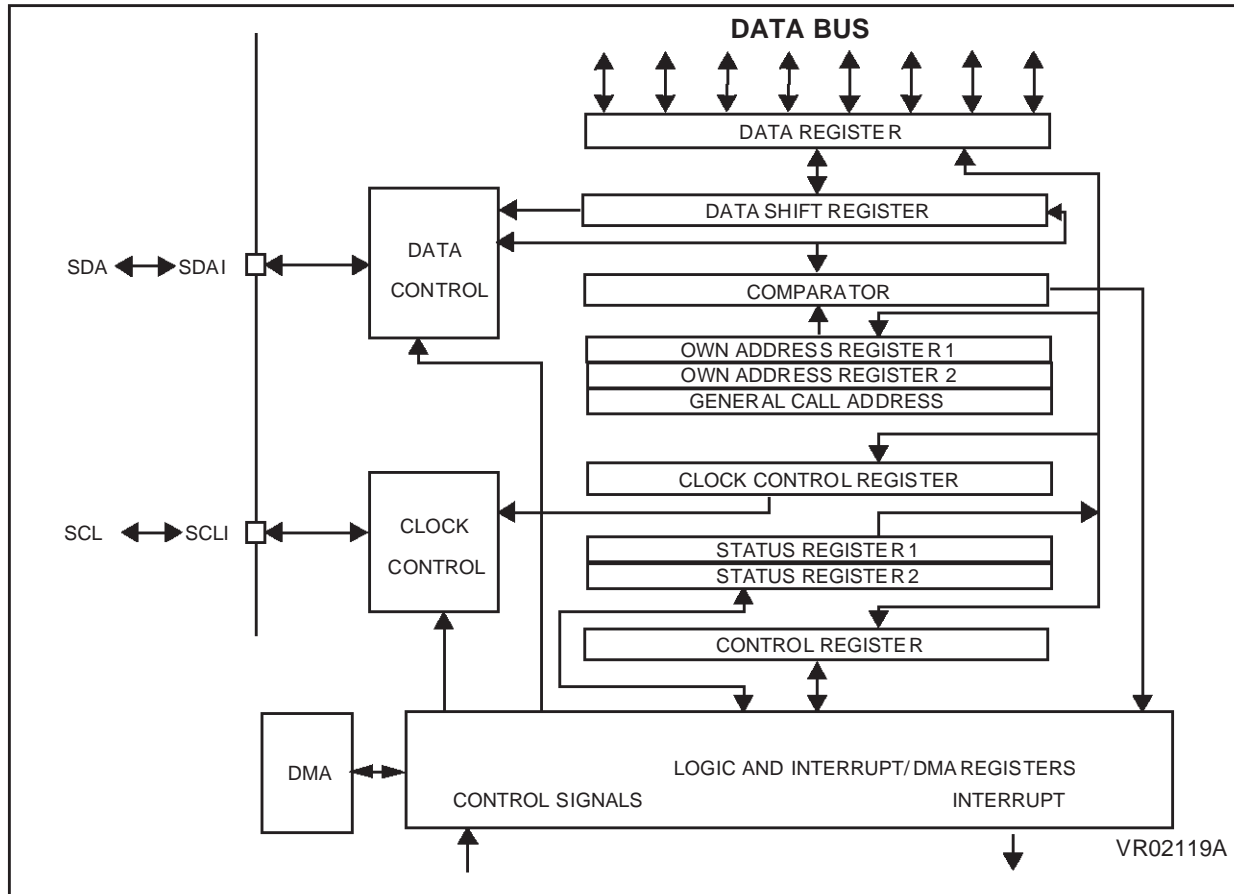 DATA BUS
DATA REGISTER
DATA SHIFT REGISTER
DATA
CONTROL
SDA
SDAI
COMPARATOR
OWN ADDRESS REGISTER 1
OWN ADDRESS REGISTER 2
GENERAL CALL ADDRESS
CLOCK CONTROL REGISTER
SCL
SCLI
CLOCK
CONTROL
STATUS REGISTER 1
STATUS REGISTER 2
CONTROL REGISTER
DMA
LOGIC AND INTERRUPT/DMA REGISTERS
CONTROL SIGNALS
INTERRUPT
VR02119A